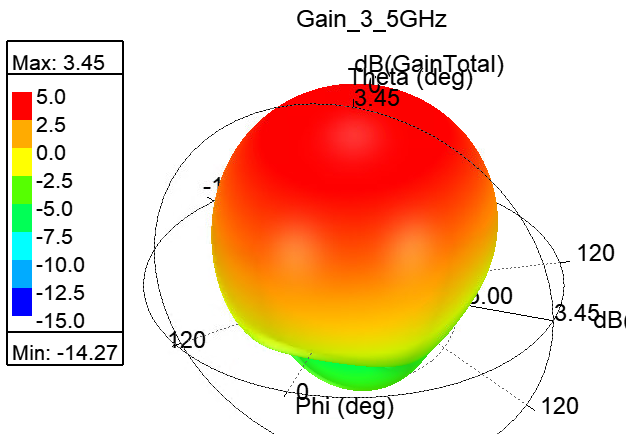 Gain_3_5GHz
Max: 3.45
5.0
2.5
0.0
-2.5
-5.0
-7.5
-10.0
-12.5
-15.0
Min: -14.27
dB(GainTotal)
Theta (deg)
0
3.45
120
3.45
120
120
0
Phi (deg)